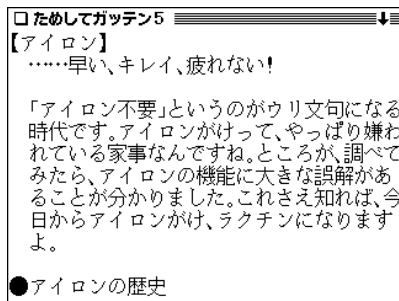 ためしてガッテン5
【アイロン】
……早い、キレイ、疲れない!
「アイロン不要」というのがウリ文句になる
時代です。アイロンがけって、やっぱり嫌わ
れている家事なんですね。ところが、調べて
みたら、アイロンの機能に大きな誤解があ
ることが分かりました。これさえ知れば、今
日からアイロンがけ、ラクチンになります
よ。
●アイロンの歴史